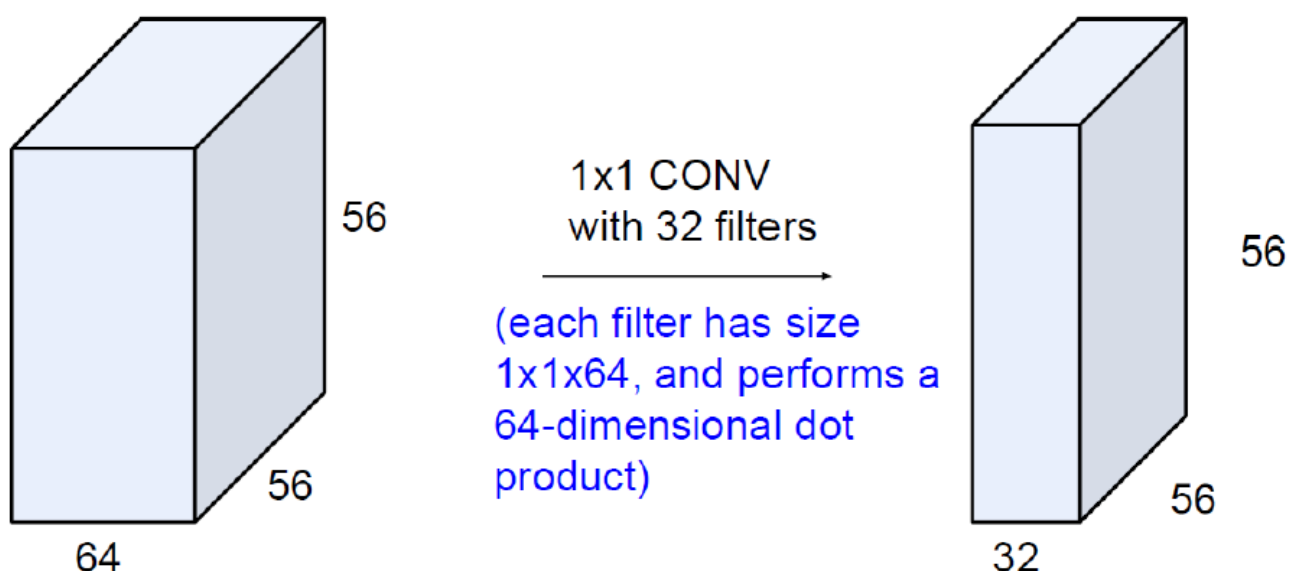 56
56
64
1x1 CONV
with 32 filters
(each filter has size
1x1x64, and performs a
64-dimensional dot
product)
56
56
32